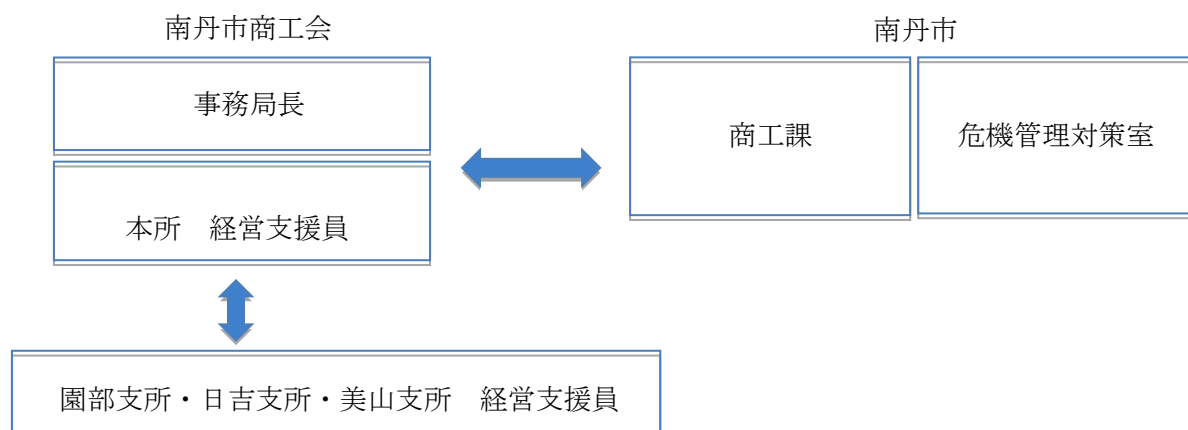 南丹市商工会
事務局長
本所　経営支援員
園部支所・日吉支所・美山支所　経営支援員
南丹市
商工課
危機管理対策室